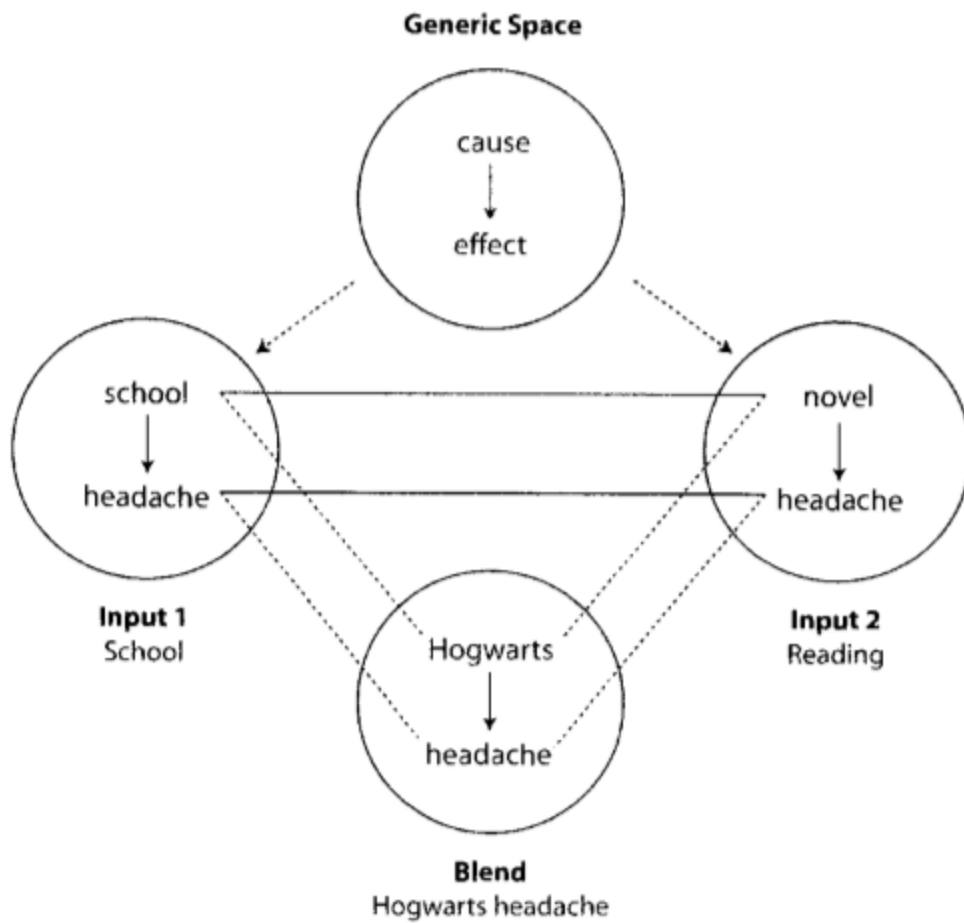 Generic Space
cause
effect
school
headache
novel
headache
Input 1
School
Input 2
Reading
Hogwarts
headache
Blend
Hogwarts headache